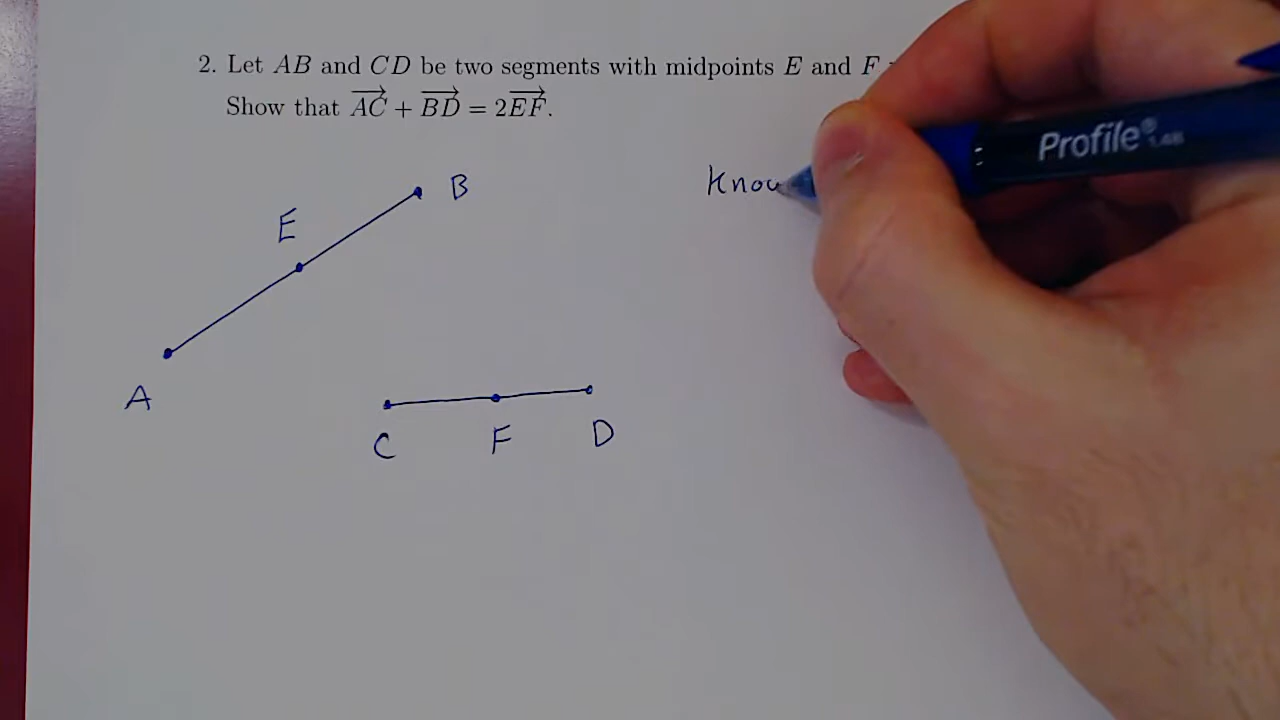 2. Let AB and CD be two segments with midpoints E and F
Show that $\overrightarrow{AC} + \overrightarrow{BD} = 2\overrightarrow{EF}$.
Know
Profile®
B
E
A
C
F
D